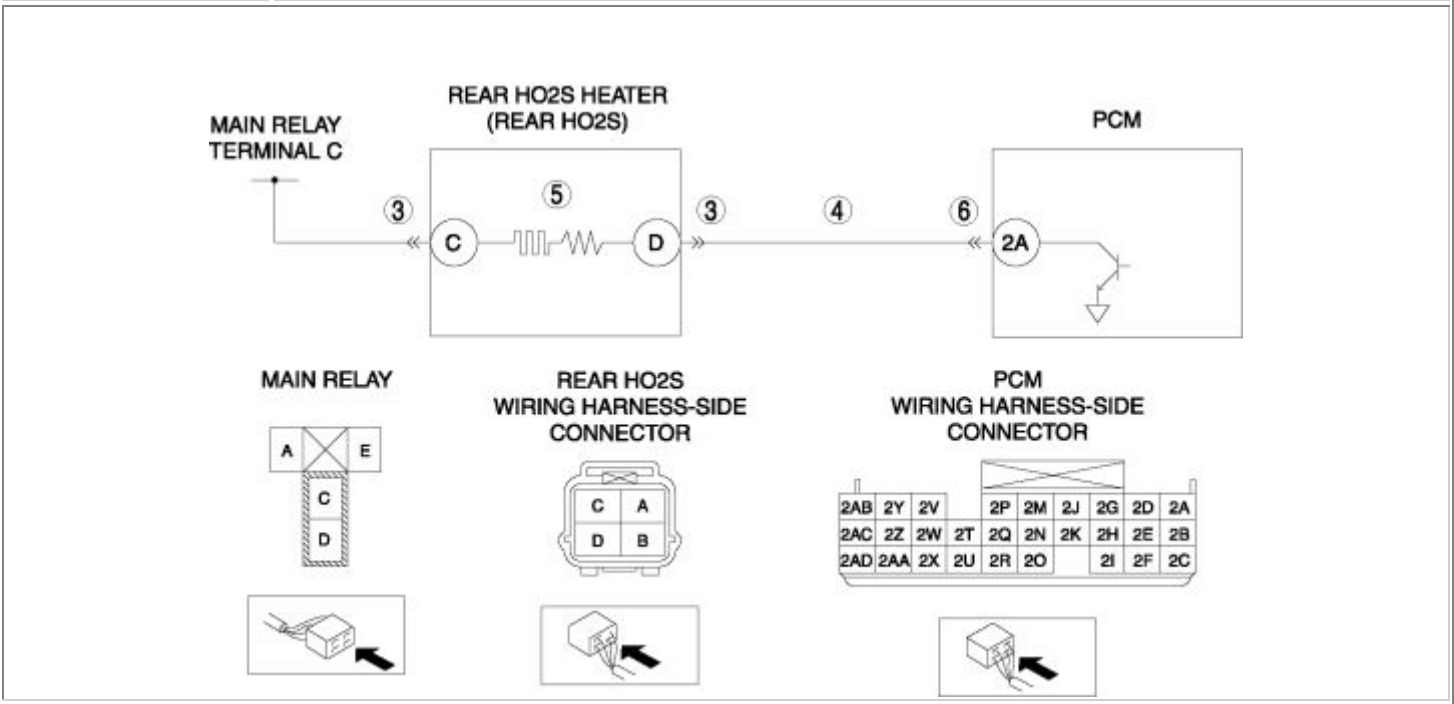 REAR HO2S HEATER
(REAR HO2S)
MAIN RELAY
TERMINAL C
PCM
③
⑤
③
④
⑥
C
D
2A
MAIN RELAY
REAR HO2S
WIRING HARNESS-SIDE
CONNECTOR
PCM
WIRING HARNESS-SIDE
CONNECTOR
A E
C
D
C A
D B
2AB 2Y 2V 2P 2M 2J 2G 2D 2A
2AC 2Z 2W 2T 2Q 2N 2K 2H 2E 2B
2AD 2AA 2X 2U 2R 2O 2I 2F 2C